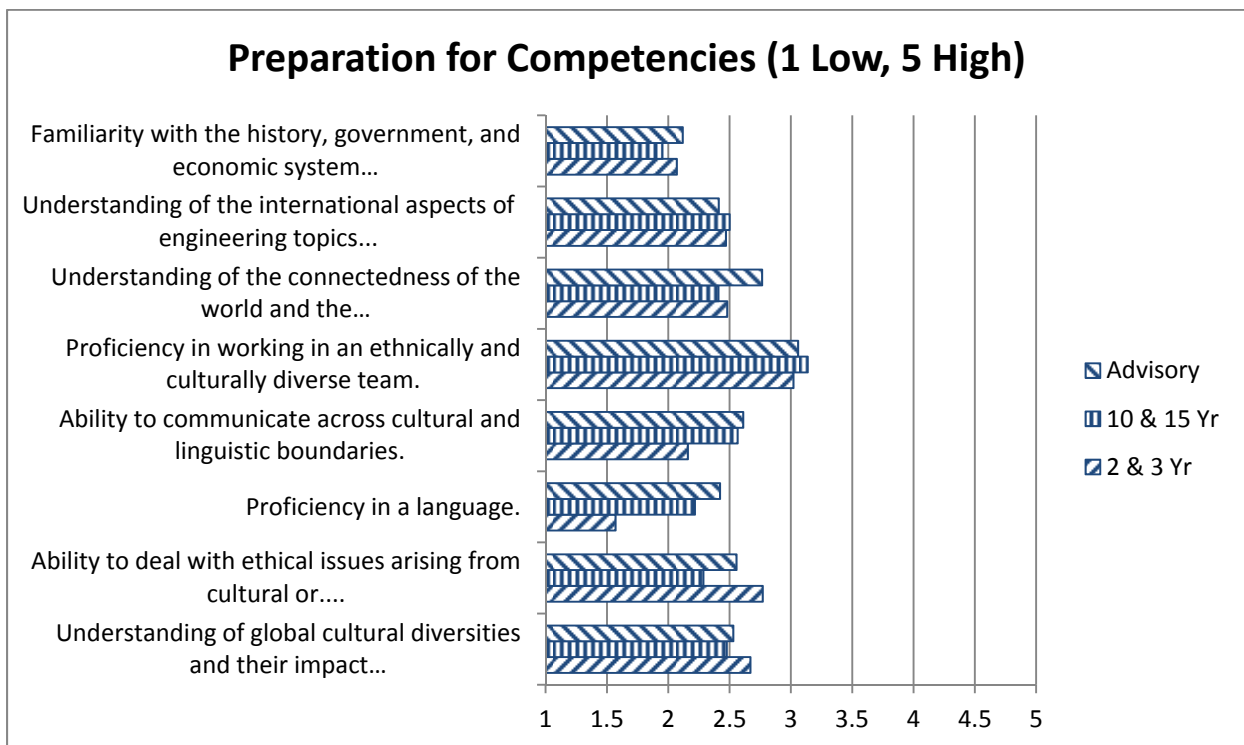 Preparation for Competencies (1 Low, 5 High)
Familiarity with the history, government, and
economic system…
Understanding of the international aspects of
engineering topics...
Understanding of the connectedness of the
world and the…
Proficiency in working in an ethnically and
culturally diverse team.
Ability to communicate across cultural and
linguistic boundaries.
Proficiency in a language.
Ability to deal with ethical issues arising from
cultural or....
Understanding of global cultural diversities
and their impact…
Advisory
10 & 15 Yr
2 & 3 Yr
1 1.5 2 2.5 3 3.5 4 4.5 5